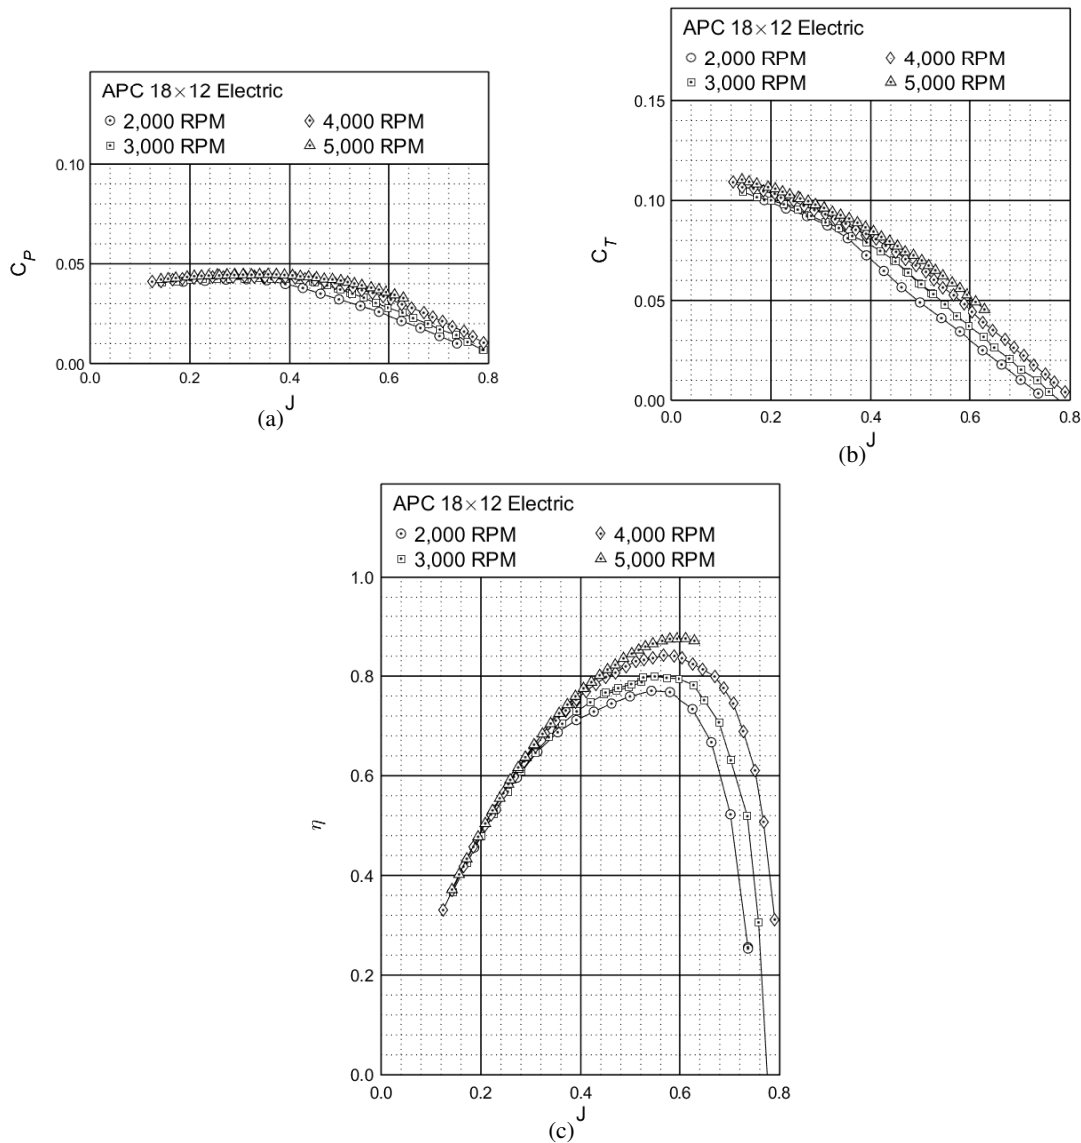 APC 18×12 Electric
2,000 RPM 4,000 RPM
3,000 RPM 5,000 RPM
0.10
0.05
0.00
C_P
0.0 0.2 0.4 0.6 0.8
J
(a)
APC 18×12 Electric
2,000 RPM 4,000 RPM
3,000 RPM 5,000 RPM
0.15
0.10
0.05
0.00
C_T
0.0 0.2 0.4 0.6 0.8
J
(b)
APC 18×12 Electric
2,000 RPM 4,000 RPM
3,000 RPM 5,000 RPM
1.0
0.8
0.6
0.4
0.2
0.0
η
0.0 0.2 0.4 0.6 0.8
J
(c)